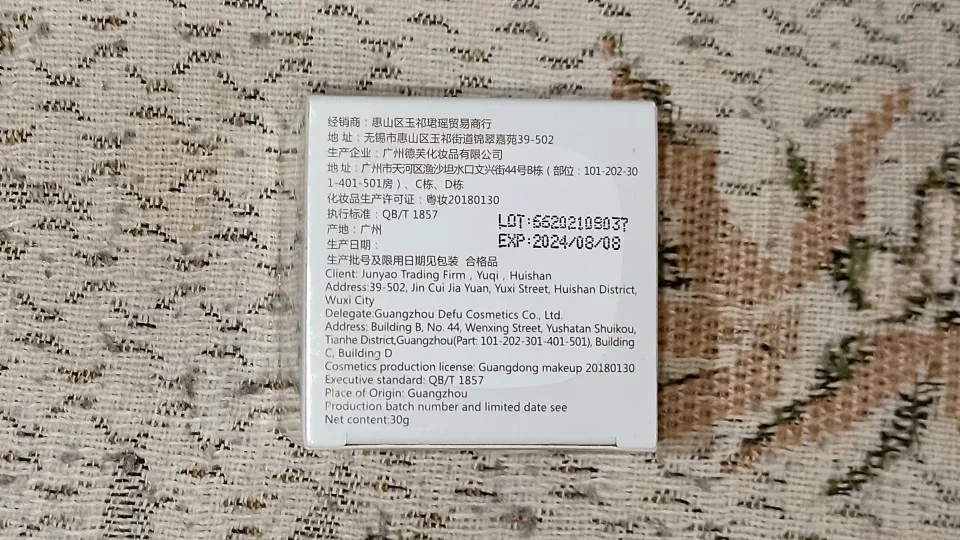 经销商：惠山区玉祁珺瑶贸易商行
地 址：无锡市惠山区玉祁街道锦翠嘉苑39-502
生产企业：广州德芙化妆品有限公司
地 址：广州市天河区渔沙坦水口文兴街44号B栋（部位：101-202-30
1-401-501房）、C栋、D栋
化妆品生产许可证：粤妆20180130
执行标准：QB/T 1857
产地：广州
生产日期：
LOT:66202109037
EXP:2024/08/08
生产批号及限用日期见包装 合格品
Client: Junyao Trading Firm , Yuqi , Huishan
Address:39-502, Jin Cui Jia Yuan, Yuxi Street, Huishan District,
Wuxi City
Delegate:Guangzhou Defu Cosmetics Co., Ltd.
Address: Building B, No. 44, Wenxing Street, Yushatan Shuikou,
Tianhe District,Guangzhou(Part: 101-202-301-401-501), Building
C, Building D
Cosmetics production license: Guangdong makeup 20180130
Executive standard: QB/T 1857
Place of Origin: Guangzhou
Production batch number and limited date see
Net content:30g